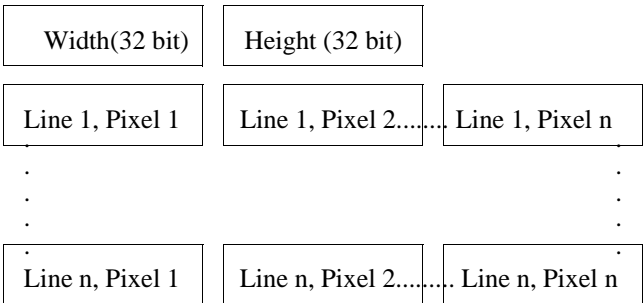 Width(32 bit) Height (32 bit)
Line 1, Pixel 1 Line 1, Pixel 2........ Line 1, Pixel n
. .
. .
. .
. .
. .
Line n, Pixel 1 Line n, Pixel 2......... Line n, Pixel n